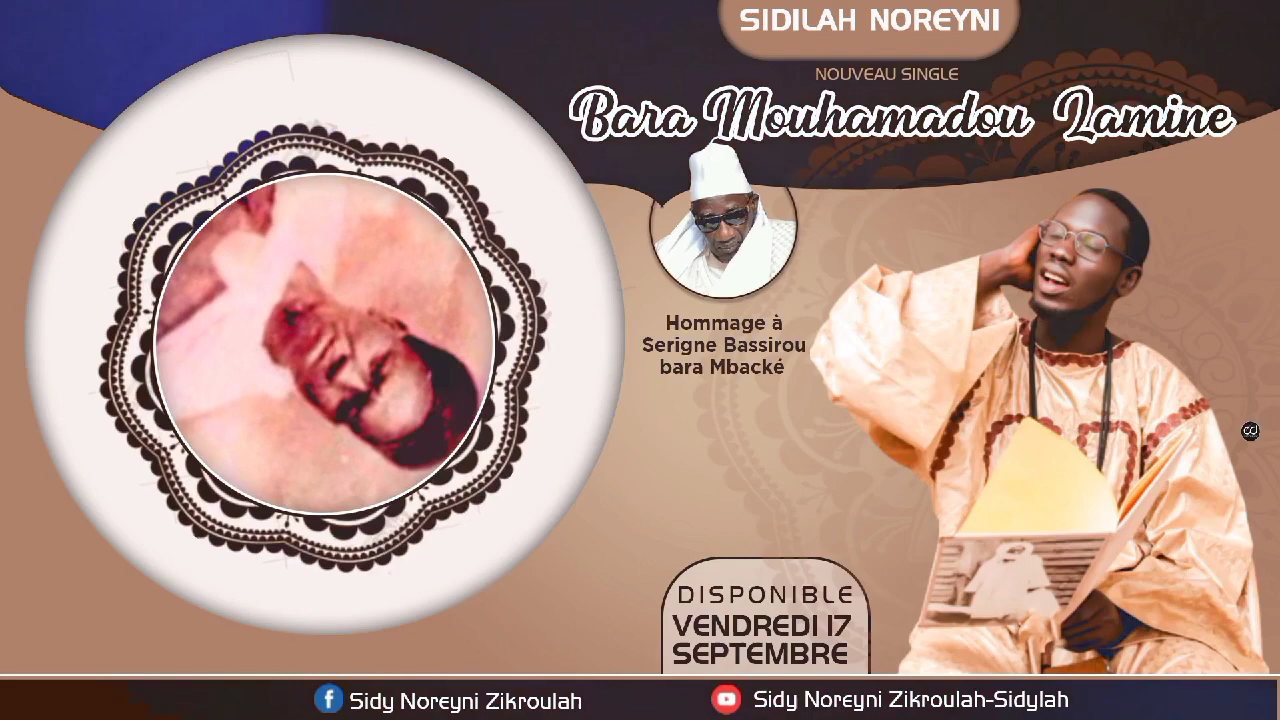 SIDILAH NOREYNI
NOUVEAU SINGLE
Bara Mouhamadou Lamine
Hommage à
Serigne Bassirou
bara Mbacké
DISPONIBLE
VENDREDI 17
SEPTEMBRE
Sidy Noreyni Zikroulah
Sidy Noreyni Zikroulah-Sidylah